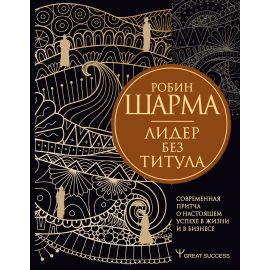 РОБИН
ШАРМА
ЛИДЕР
БЕЗ
ТИТУЛА
СОВРЕМЕННАЯ
ПРИТЧА
О НАСТОЯЩЕМ
УСПЕХЕ В ЖИЗНИ
И В БИЗНЕСЕ
GREAT SUCCESS